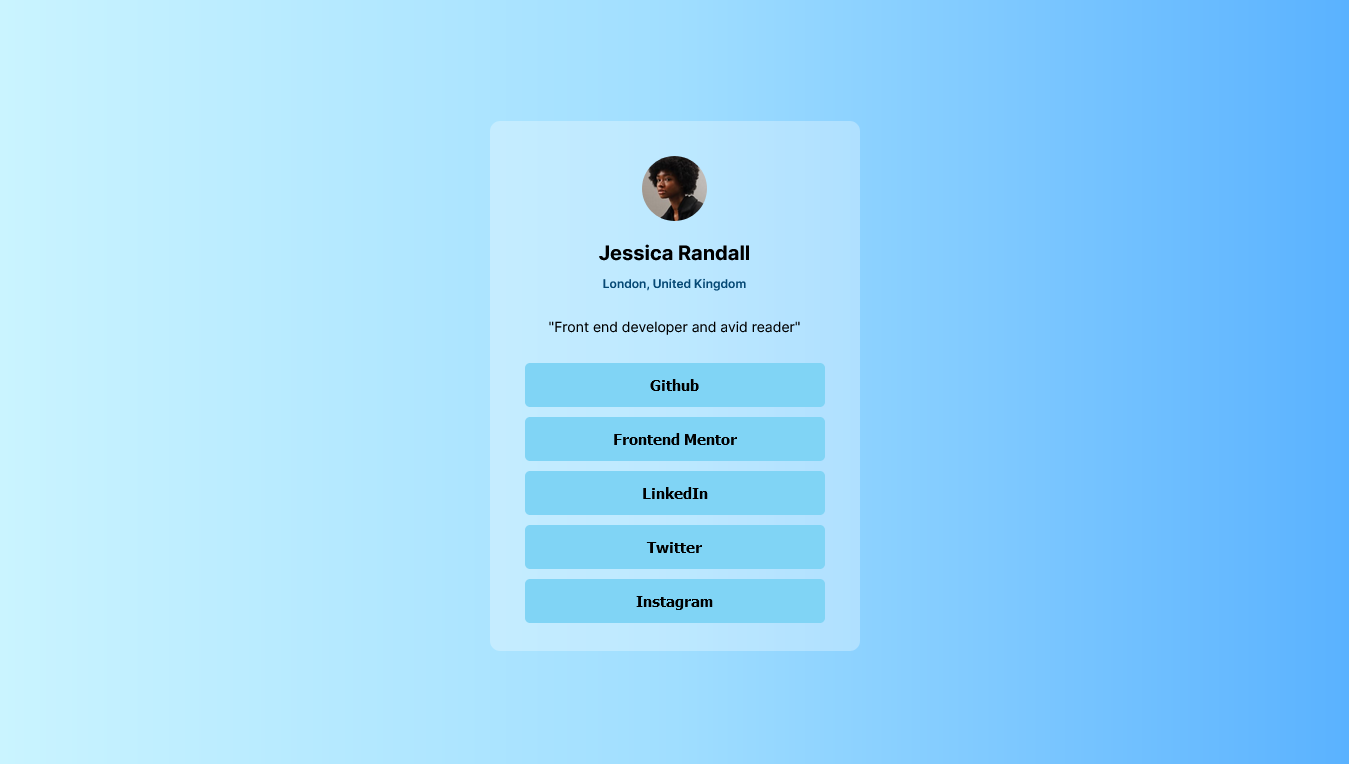 Jessica Randall
London, United Kingdom
"Front end developer and avid reader"
Github
Frontend Mentor
LinkedIn
Twitter
Instagram